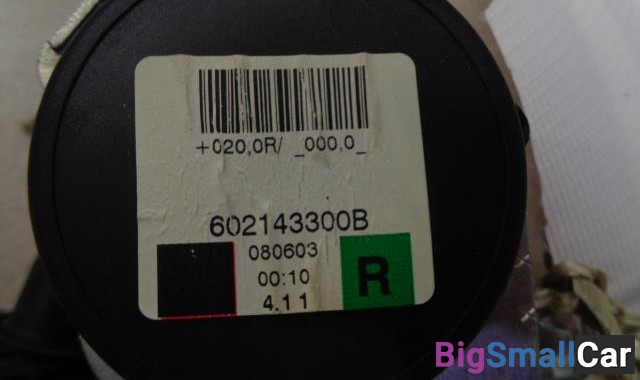 +020,0R/ _000,0_
602143300B
080603
00:10
R
4.11
BigSmallCar